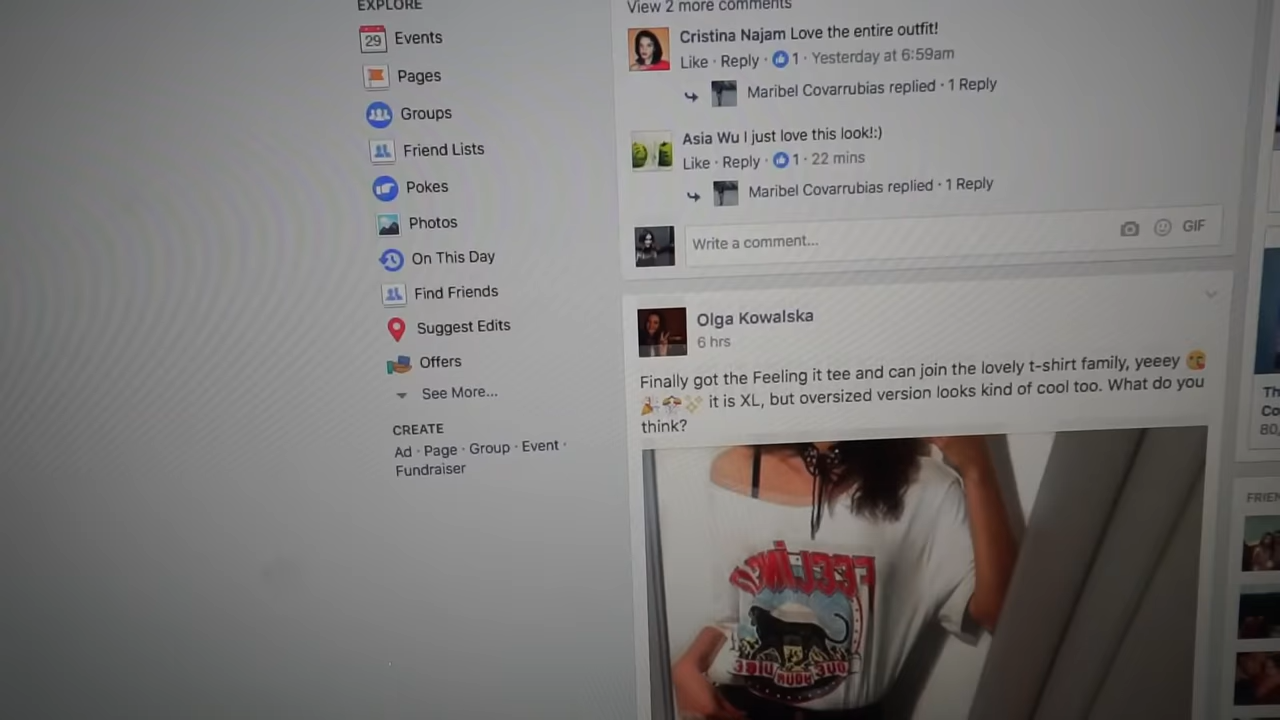 EXPLORE
29
Events
Pages
Groups
Friend Lists
Pokes
Photos
On This Day
Find Friends
Suggest Edits
Offers
See More...
CREATE
Ad · Page · Group · Event ·
Fundraiser
View 2 more comments
Cristina Najam Love the entire outfit!
Like · Reply · 1 · Yesterday at 6:59am
Maribel Covarrubias replied · 1 Reply
Asia Wu I just love this look!:)
Like · Reply · 1 · 22 mins
Maribel Covarrubias replied · 1 Reply
Write a comment...
GIF
Olga Kowalska
6 hrs
Finally got the Feeling it tee and can join the lovely t-shirt family, yeeey
it is XL, but oversized version looks kind of cool too. What do you
think?
FEELING